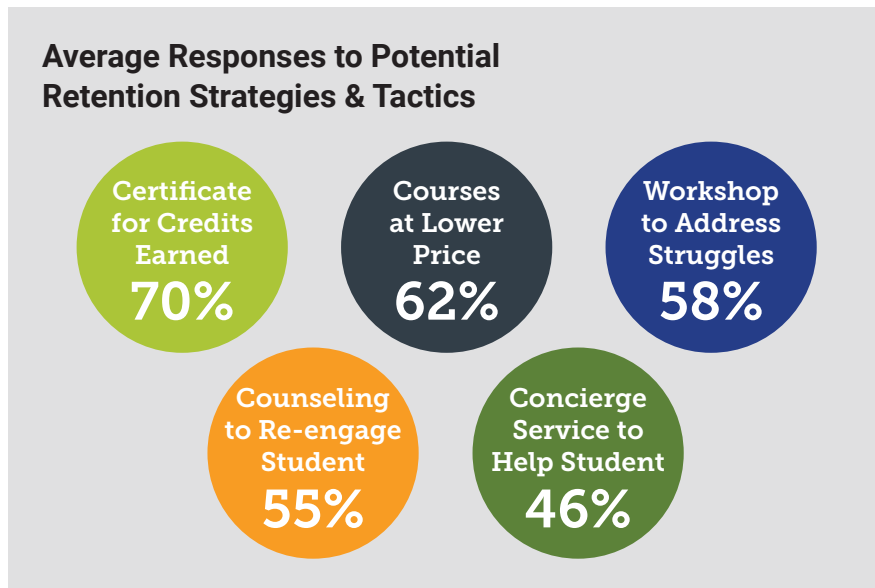 Average Responses to Potential
Retention Strategies & Tactics
Certificate
for Credits
Earned
70%
Courses
at Lower
Price
62%
Workshop
to Address
Struggles
58%
Counseling
to Re-engage
Student
55%
Concierge
Service to
Help Student
46%